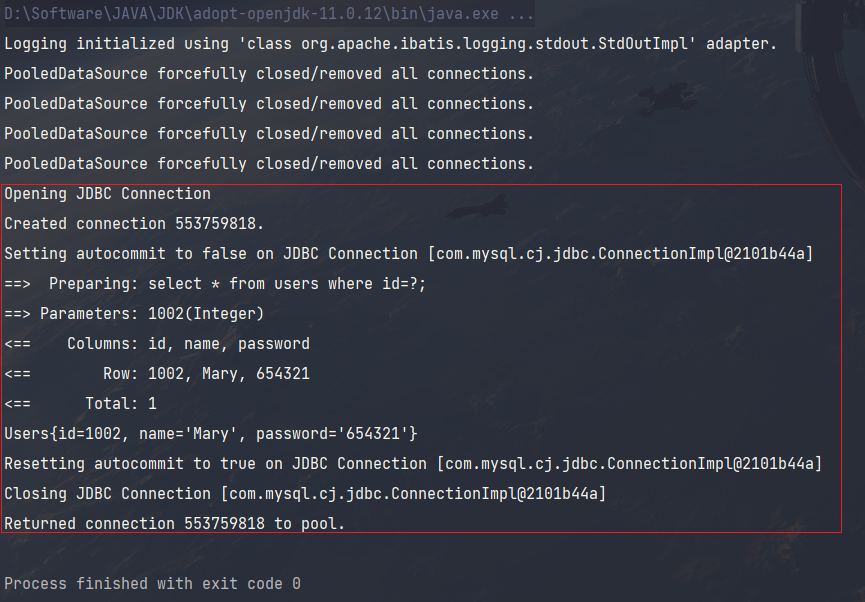 D:\Software\JAVA\JDK\adopt-openjdk-11.0.12\bin\java.exe ...
Logging initialized using 'class org.apache.ibatis.logging.stdout.StdOutImpl' adapter.
PooledDataSource forcefully closed/removed all connections.
PooledDataSource forcefully closed/removed all connections.
PooledDataSource forcefully closed/removed all connections.
PooledDataSource forcefully closed/removed all connections.
Opening JDBC Connection
Created connection 553759818.
Setting autocommit to false on JDBC Connection [com.mysql.cj.jdbc.ConnectionImpl@2101b44a]
==>  Preparing: select * from users where id=?;
==> Parameters: 1002(Integer)
<==    Columns: id, name, password
<==        Row: 1002, Mary, 654321
<==      Total: 1
Users{id=1002, name='Mary', password='654321'}
Resetting autocommit to true on JDBC Connection [com.mysql.cj.jdbc.ConnectionImpl@2101b44a]
Closing JDBC Connection [com.mysql.cj.jdbc.ConnectionImpl@2101b44a]
Returned connection 553759818 to pool.
Process finished with exit code 0